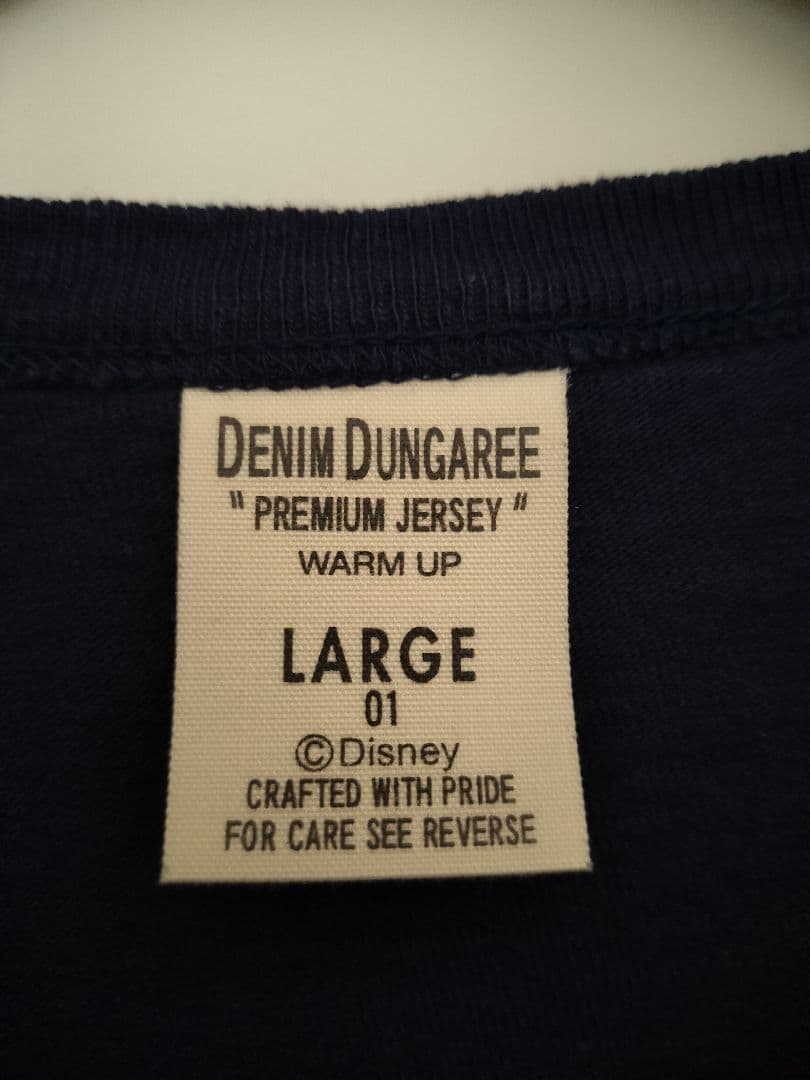 DENIM DUNGAREE
" PREMIUM JERSEY "
WARM UP
LARGE
01
©Disney
CRAFTED WITH PRIDE
FOR CARE SEE REVERSE